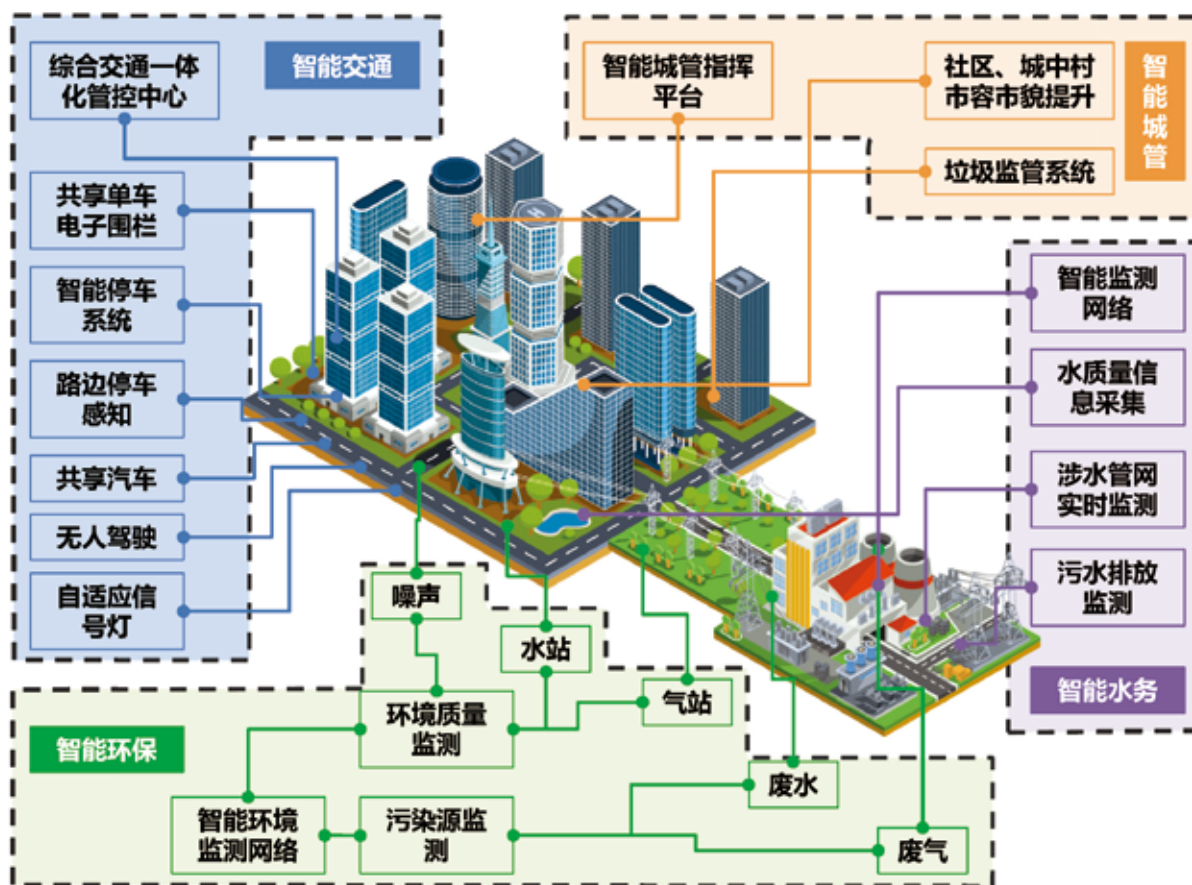 智能交通
综合交通一体
化管控中心
共享单车
电子围栏
智能停车
系统
路边停车
感知
共享汽车
无人驾驶
自适应信
号灯
智能城管指挥
平台
社区、城中村
市容市貌提升
垃圾监管系统
智能城管
智能监测
网络
水质量信
息采集
涉水管网
实时监测
污水排放
监测
智能水务
噪声
水站
气站
环境质量
监测
智能环保
智能环境
监测网络
污染源监
测
废水
废气